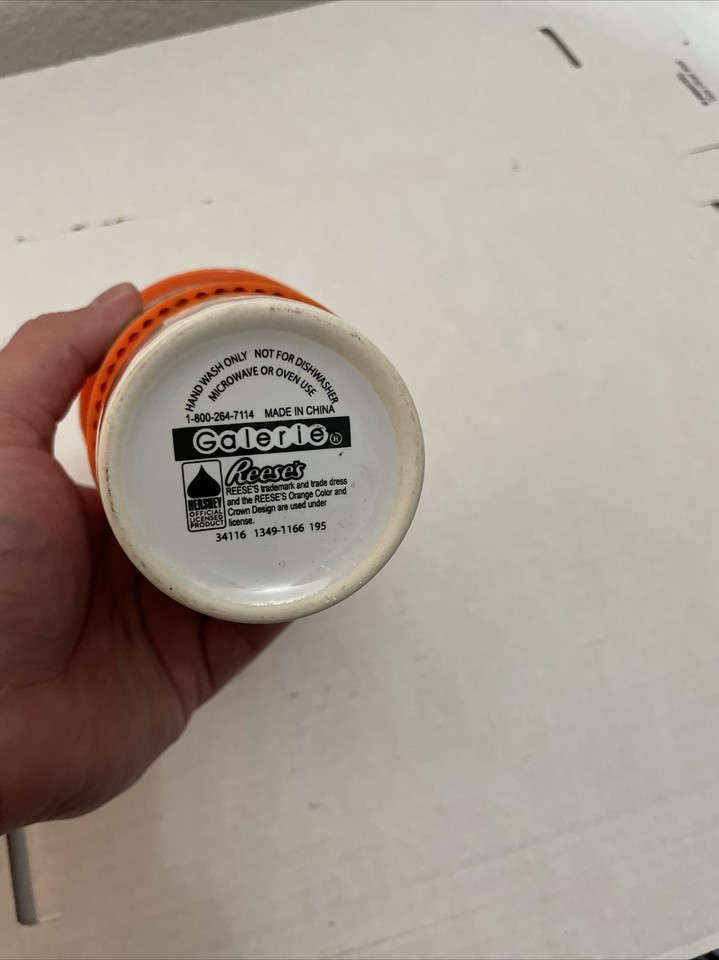 HAND WASH ONLY NOT FOR DISHWASHER
MICROWAVE OR OVEN USE
1-800-264-7114 MADE IN CHINA
Galerie®
Reese's
HERSHEY
OFFICIAL
LICENSED
PRODUCT
REESE'S trademark and trade dress
and the REESE'S Orange Color and
Crown Design are used under
license.
34116 1349-1166 195